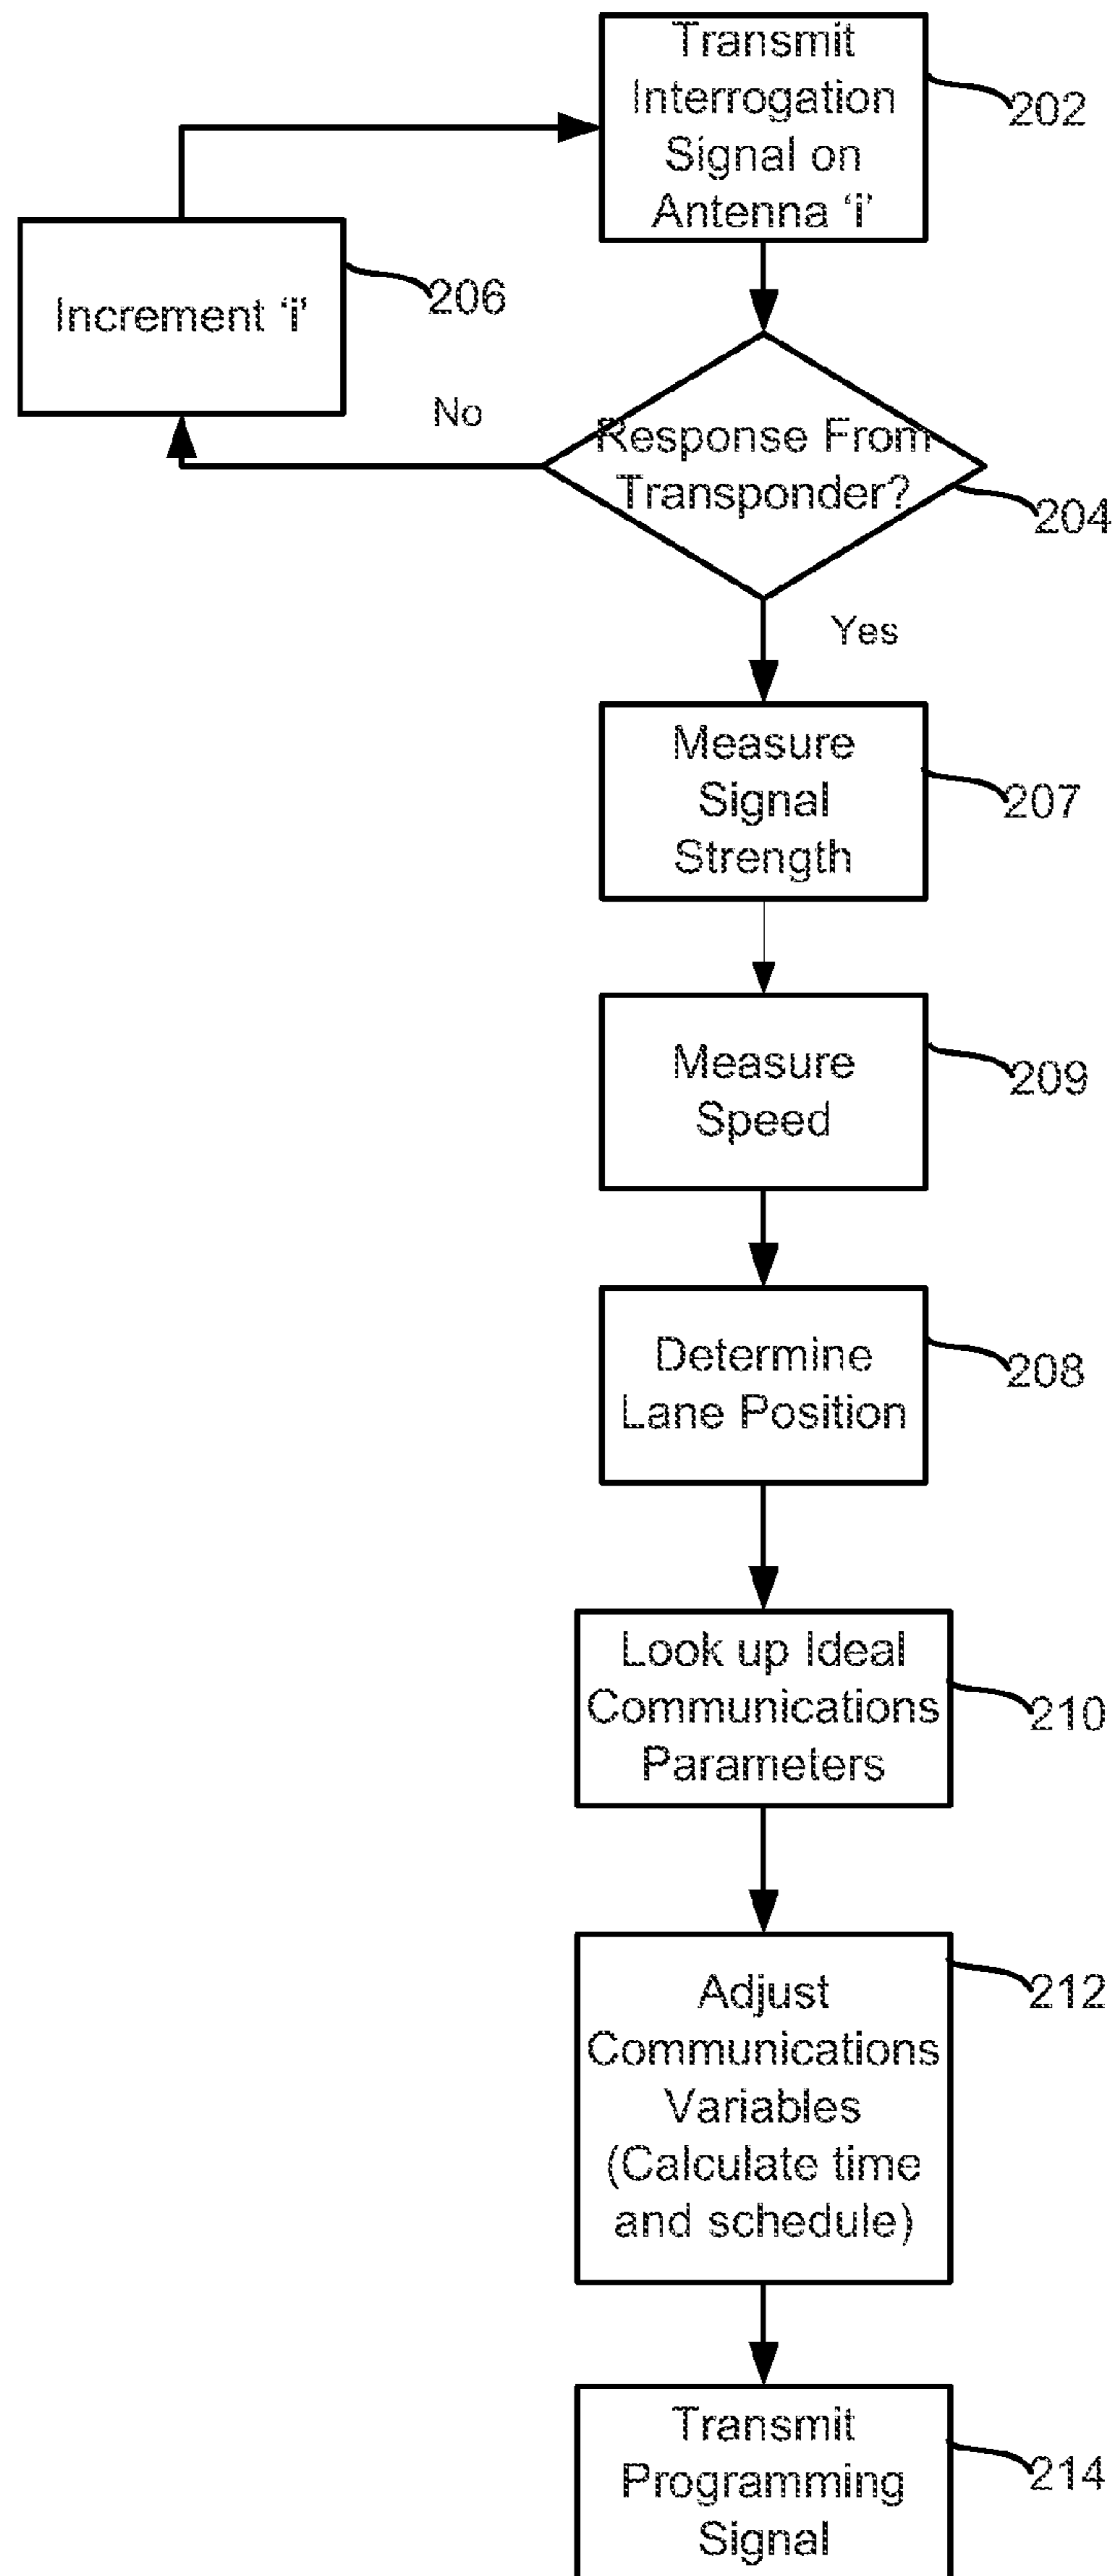 Transmit
Interrogation
Signal on
Antenna ‘i’
202
Increment ‘i’
206
No
Response From
Transponder?
204
Yes
Measure
Signal
Strength
207
Measure
Speed
209
Determine
Lane Position
208
Look up Ideal
Communications
Parameters
210
Adjust
Communications
Variables
(Calculate time
and schedule)
212
Transmit
Programming
Signal
214